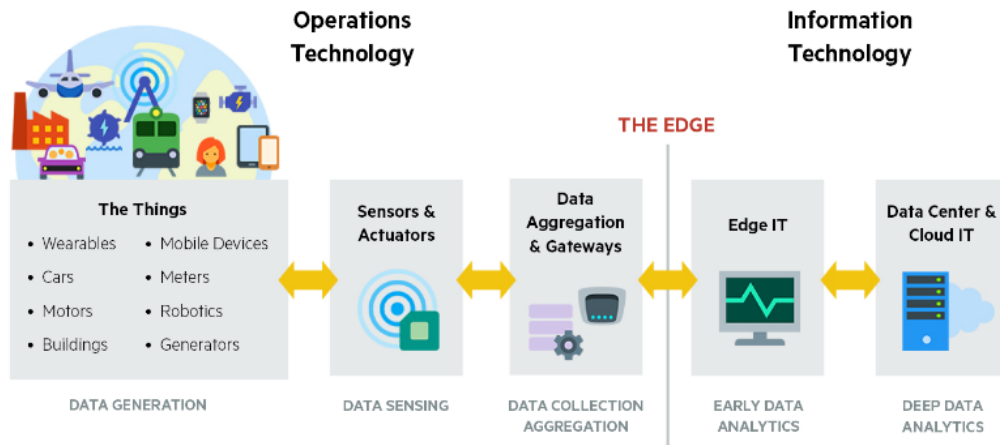 Operations
Technology
Information
Technology
THE EDGE
The Things
• Wearables
• Cars
• Motors
• Buildings
• Mobile Devices
• Meters
• Robotics
• Generators
Sensors &
Actuators
Data
Aggregation
& Gateways
Edge IT
Data Center &
Cloud IT
DATA GENERATION
DATA SENSING
DATA COLLECTION
AGGREGATION
EARLY DATA
ANALYTICS
DEEP DATA
ANALYTICS